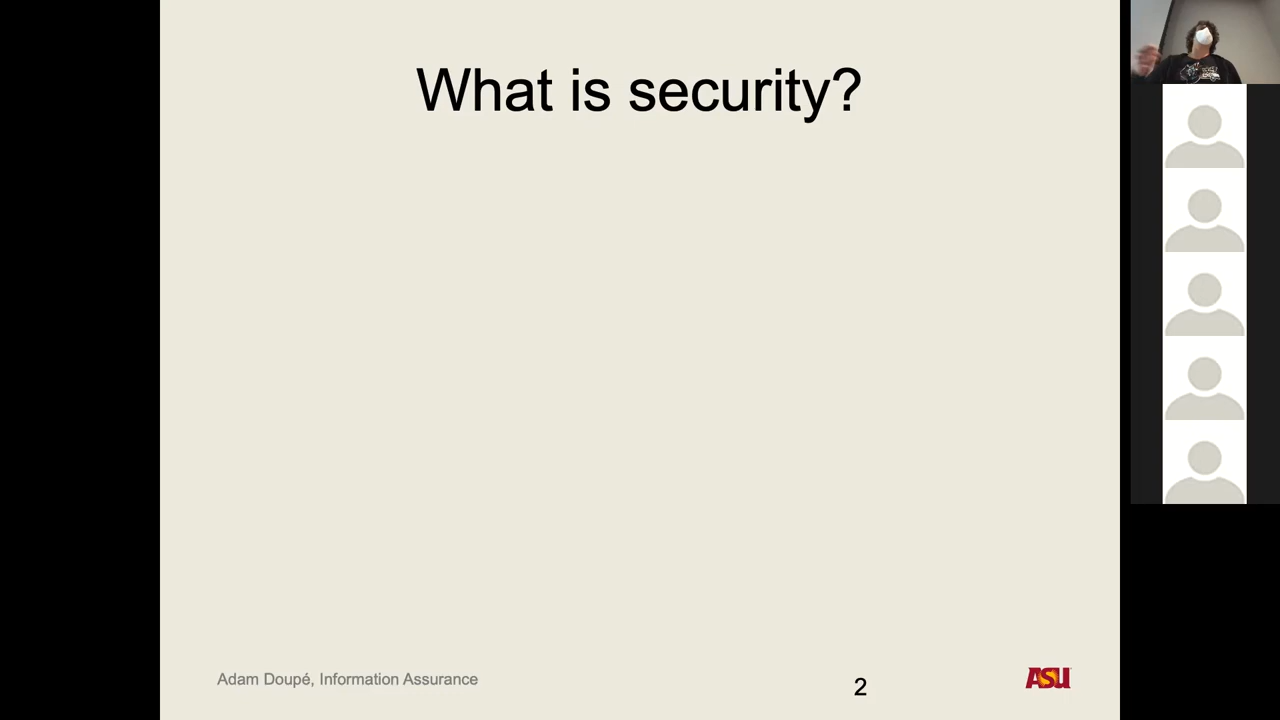 What is security?
Adam Doupé, Information Assurance
2
ASU